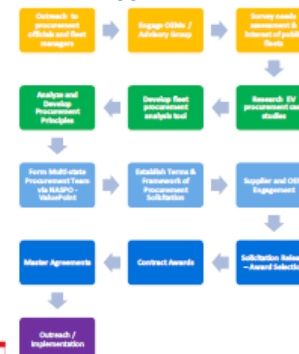 Outreach to
procurement
officials and fleet
managers
Engage OEMs /
Advisory Group
Survey needs
assessment &
interest of public
fleets
Analyze and
Develop
Procurement
Principles
Develop fleet
procurement
analysis tool
Research EV
procurement case
studies
Form Multi-state
Procurement Team
via NASPO -
ValuePoint
Establish Terms &
Framework of
Procurement
Solicitation
Supplier and OEM
Engagement
Master Agreements
Contract Awards
Solicitation Release
– Award Selection
Outreach /
Implementation